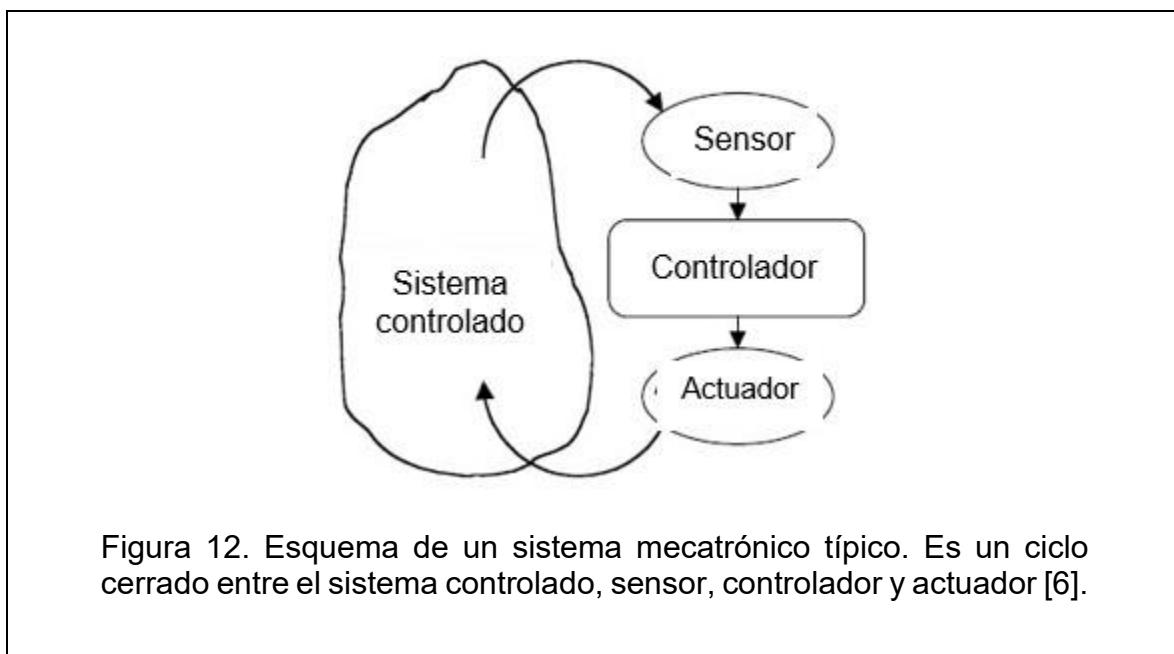 Sensor
Controlador
Sistema
controlado
Actuador
Figura 12. Esquema de un sistema mecatrónico típico. Es un ciclo
cerrado entre el sistema controlado, sensor, controlador y actuador [6].